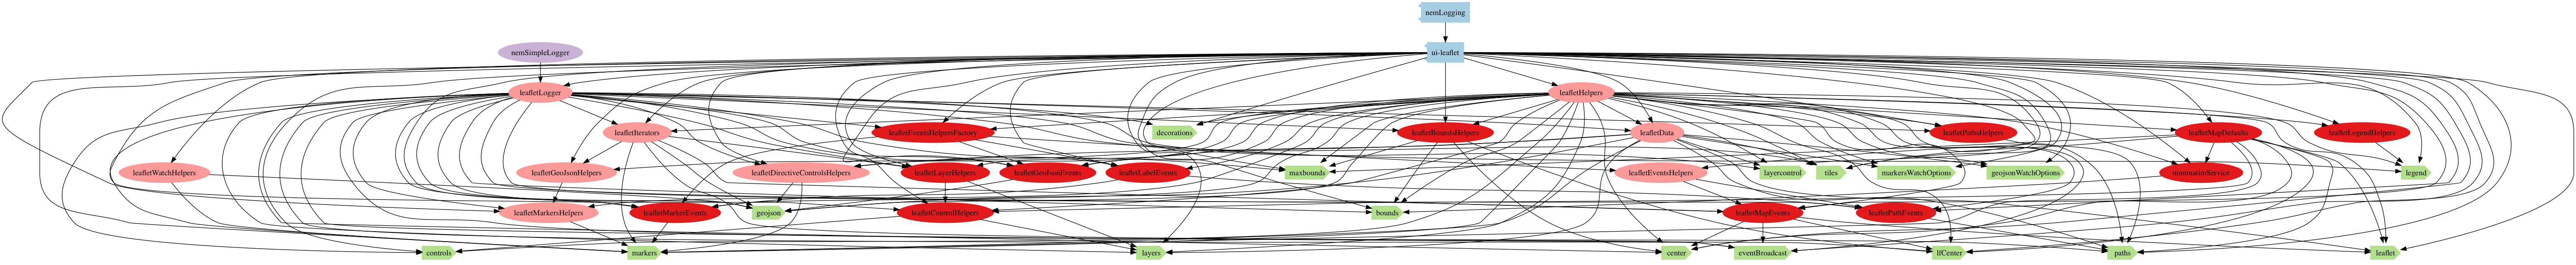 nemLogging
nemSimpleLogger
ui-leaflet
leafletLogger
leafletHelpers
leafletIterators
leafletEventsHelpersFactory
decorations
leafletBoundsHelpers
leafletData
leafletPathsHelpers
leafletMapDefaults
leafletLegendHelpers
leafletWatchHelpers
leafletGeoJsonHelpers
leafletDirectiveControlsHelpers
leafletLayerHelpers
leafletGeoJsonEvents
leafletLabelEvents
maxbounds
leafletEventsHelpers
layercontrol
tiles
markersWatchOptions
geojsonWatchOptions
nominatimService
legend
leafletMarkersHelpers
leafletMarkerEvents
geojson
leafletControlHelpers
bounds
leafletMapEvents
leafletPathEvents
controls
markers
layers
center
eventBroadcast
lfCenter
paths
leaflet